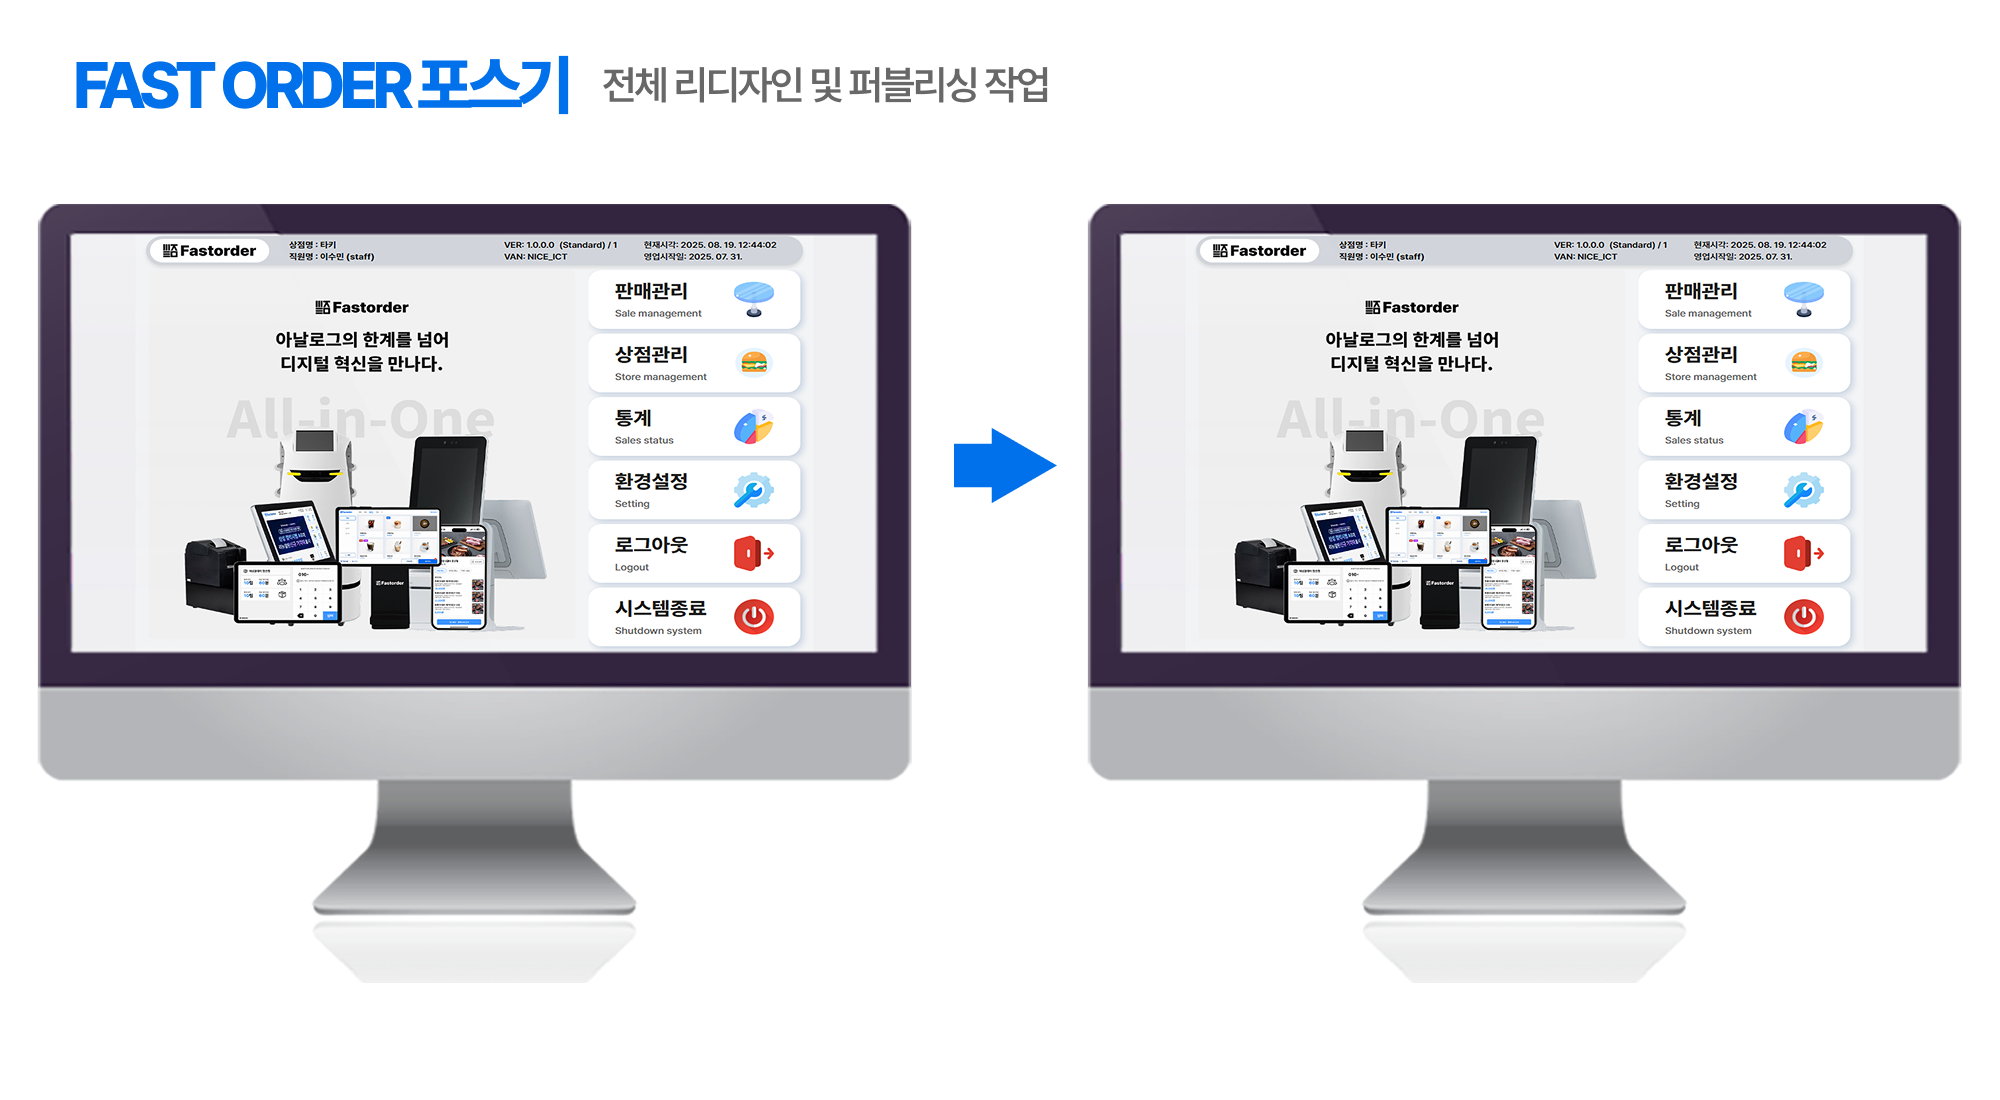 FAST ORDER 포스기 전체 리디자인 및 퍼블리싱 작업
Fastorder
상점명 : 타키
직원명 : 이수민 (staff)
VER: 1.0.0.0 (Standard) / 1
VAN: NICE_ICT
현재시각: 2025. 08. 19. 12:44:02
영업시작일: 2025. 07. 31.
Fastorder
아날로그의 한계를 넘어
디지털 혁신을 만나다.
All-in-One
Fastorder
판매관리
Sale management
상점관리
Store management
통계
Sales status
환경설정
Setting
로그아웃
Logout
시스템종료
Shutdown system
Fastorder
상점명 : 타키
직원명 : 이수민 (staff)
VER: 1.0.0.0 (Standard) / 1
VAN: NICE_ICT
현재시각: 2025. 08. 19. 12:44:02
영업시작일: 2025. 07. 31.
Fastorder
아날로그의 한계를 넘어
디지털 혁신을 만나다.
All-in-One
Fastorder
판매관리
Sale management
상점관리
Store management
통계
Sales status
환경설정
Setting
로그아웃
Logout
시스템종료
Shutdown system